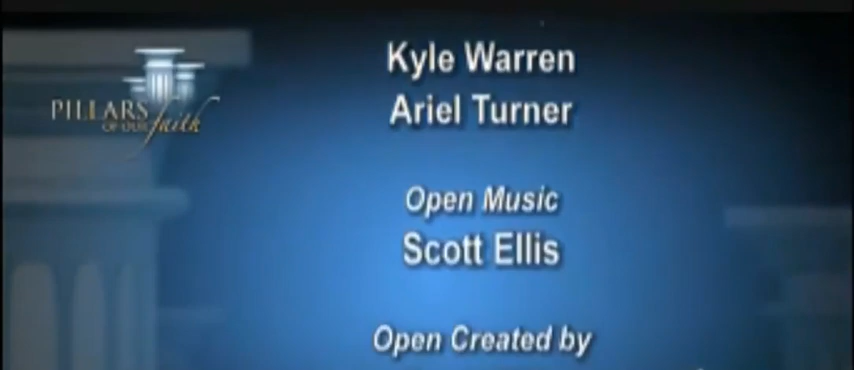 PILLARS
OF OUR faith
Kyle Warren
Ariel Turner
Open Music
Scott Ellis
Open Created by